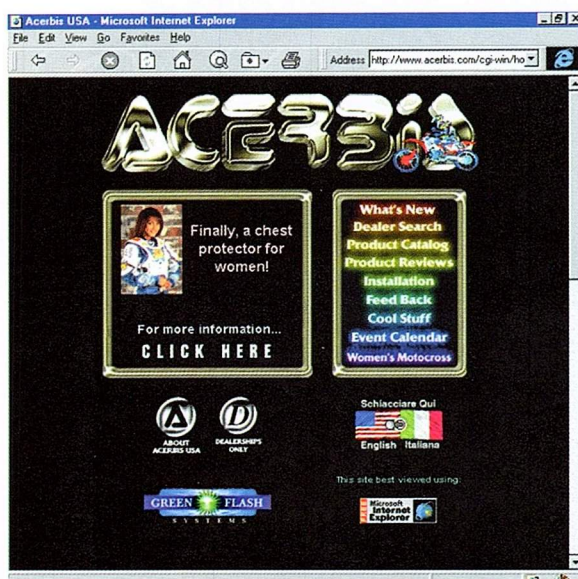 Acerbis USA - Microsoft Internet Explorer
File Edit View Go Favorites Help
Address http://www.acerbis.com/cgi-win/ho
ACERBIS
Finally, a chest
protector for
women!
For more information...
CLICK HERE
What's New
Dealer Search
Product Catalog
Product Reviews
Installation
Feed Back
Cool Stuff
Event Calendar
Women's Motocross
ABOUT
ACERBIS USA
DEALERSHIPS
ONLY
Schiacciare Qui
English Italiana
GREEN FLASH
SYSTEMS
This site best viewed using:
Microsoft
Internet
Explorer